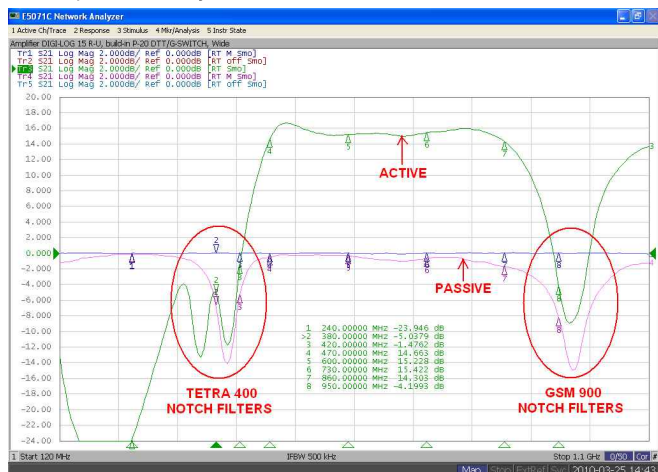 E5071C Network Analyzer
1 Active Ch/Trace 2 Response 3 Stimulus 4 Mkr/Analysis 5 Instr State
Amplifier DIGI-LOG 15 R-U, build-in P-20 DTT/G-SWITCH, Wide
Tr1 S21 Log Mag 2.000dB/ Ref 0.000dB [RT M Smo]
Tr2 S21 Log Mag 2.000dB/ Ref 0.000dB [RT off Smo]
Tr3 S21 Log Mag 2.000dB/ Ref 0.000dB [RT Smo]
Tr4 S21 Log Mag 2.000dB/ Ref 0.000dB [RT M Smo]
Tr5 S21 Log Mag 2.000dB/ Ref 0.000dB [RT off Smo]
20.00
18.00
16.00
14.00
12.00
10.00
8.000
6.000
4.000
2.000
0.000
-2.000
-4.000
-6.000
-8.000
-10.00
-12.00
-14.00
-16.00
-18.00
-20.00
-22.00
-24.00
ACTIVE
PASSIVE
1 240.00000 MHz -23.946 dB
>2 380.00000 MHz -5.0379 dB
3 420.00000 MHz -1.4762 dB
4 470.00000 MHz 14.663 dB
5 600.00000 MHz 15.228 dB
6 730.00000 MHz 15.422 dB
7 860.00000 MHz 14.303 dB
8 950.00000 MHz -4.1993 dB
TETRA 400
NOTCH FILTERS
GSM 900
NOTCH FILTERS
1 Start 120 MHz IFBW 500 kHz Stop 1.1 GHz 0/50 Cor
Man Stop ExtRef Svc 2010-03-25 14:43